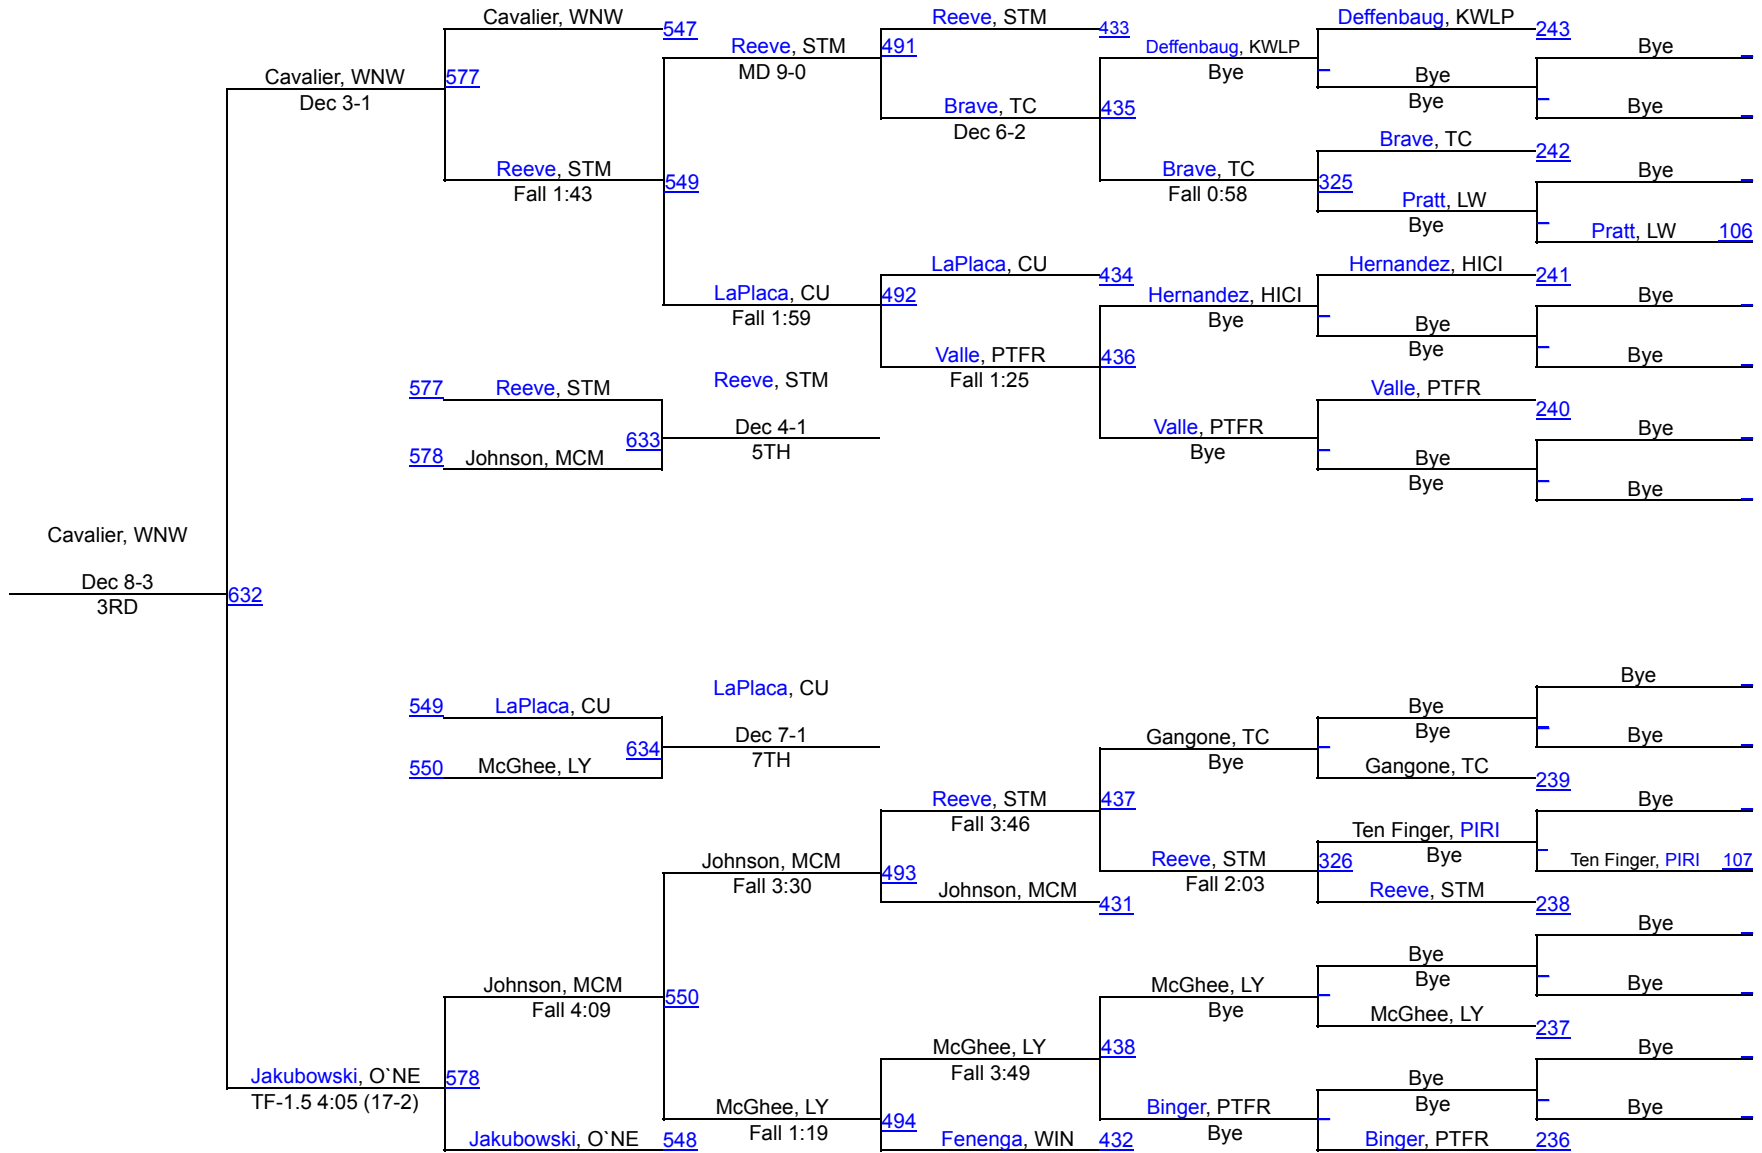 Cavalier, WNW
547
Reeve, STM
433
Deffenbaug, KWLP
243
Bye
Reeve, STM
MD 9-0
491
Deffenbaug, KWLP
Bye
Cavalier, WNW
Dec 3-1
577
Bye
Bye
Brave, TC
Dec 6-2
435
Bye
Brave, TC
242
Reeve, STM
Fall 1:43
549
Brave, TC
Fall 0:58
325
Bye
Pratt, LW
Bye
Pratt, LW 106
LaPlaca, CU
434
Hernandez, HICI
241
LaPlaca, CU
Fall 1:59
492
Hernandez, HICI
Bye
Bye
Bye
Bye
Valle, PTFR
Fall 1:25
436
Bye
577 Reeve, STM
Reeve, STM
Valle, PTFR
240
633
Dec 4-1
5TH
Valle, PTFR
Bye
Bye
578 Johnson, MCM
Bye
Bye
Bye
Cavalier, WNW
Dec 8-3
3RD
632
Bye
LaPlaca, CU
549 LaPlaca, CU
Bye
Bye
634
Dec 7-1
7TH
Gangone, TC
Bye
Bye
550 McGhee, LY
Gangone, TC
239
Reeve, STM
Fall 3:46
437
Bye
Ten Finger, PIRI
Bye
Johnson, MCM
Fall 3:30
493
Reeve, STM
Fall 2:03
326
Ten Finger, PIRI 107
Johnson, MCM
431
Reeve, STM
238
Bye
Bye
Bye
Johnson, MCM
Fall 4:09
550
McGhee, LY
Bye
Bye
McGhee, LY
237
McGhee, LY
Fall 3:49
438
Bye
Jakubowski, O`NE
TF-1.5 4:05 (17-2)
578
Bye
Bye
McGhee, LY
Fall 1:19
494
Binger, PTFR
Bye
Bye
Jakubowski, O`NE
548
Fenenga, WIN
432
Binger, PTFR
236